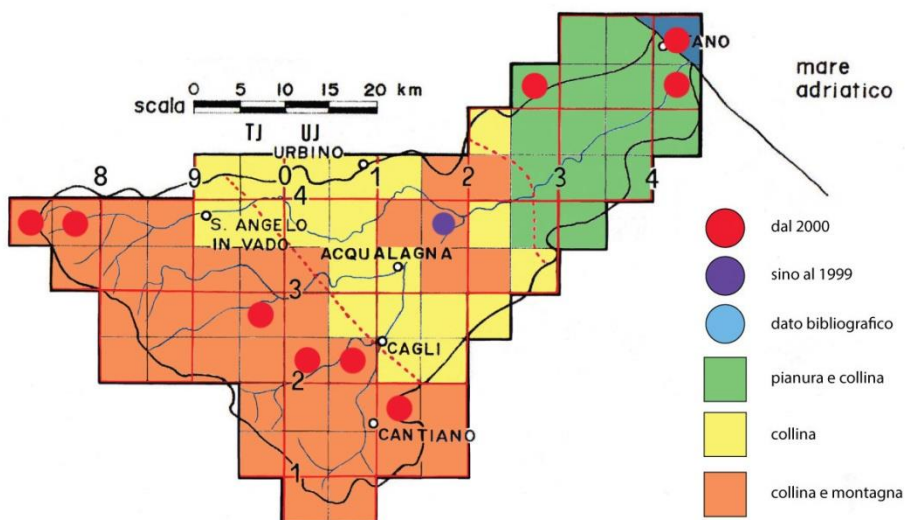 FANO
mare
adriatico
scala 0 5 10 15 20 km
TJ UJ
URBINO
8 9 0 1 2 3 4
4
S. ANGELO
IN VADO
ACQUALAGNA
3
CAGLI
2
CANTIANO
1
dal 2000
sino al 1999
dato bibliografico
pianura e collina
collina
collina e montagna